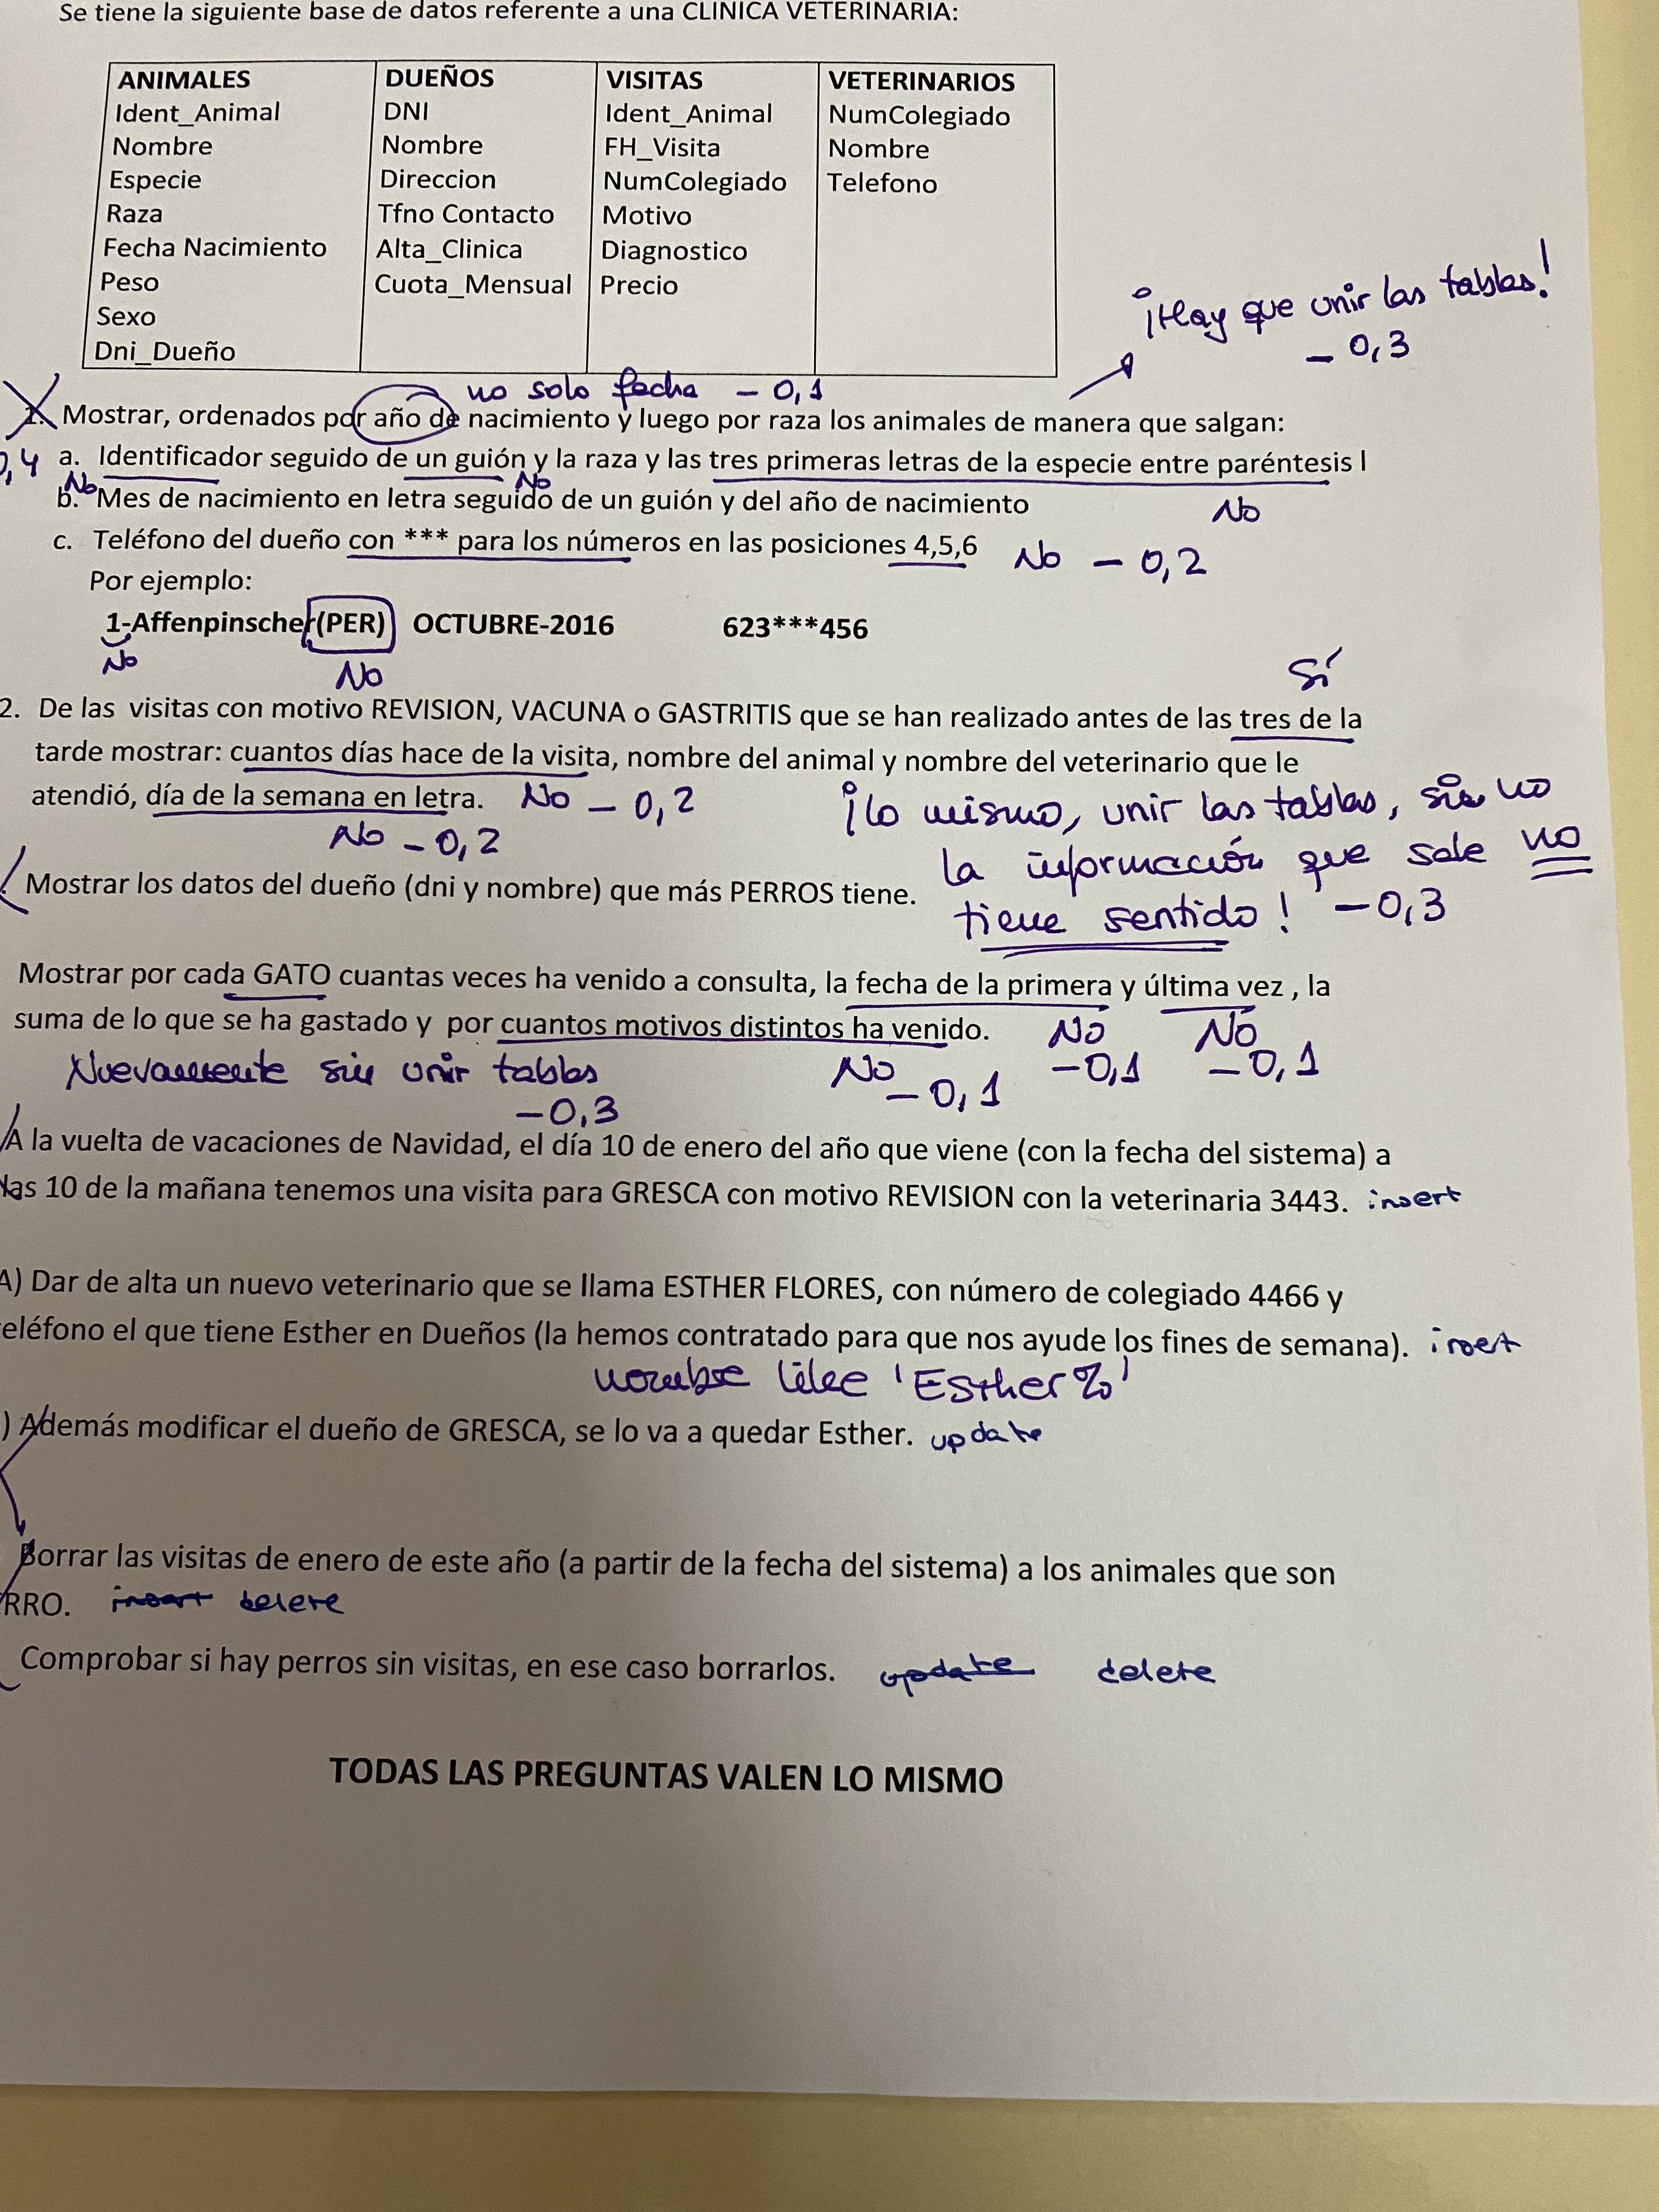 Se tiene la siguiente base de datos referente a una CLINICA VETERINARIA:
ANIMALES
Ident_Animal
Nombre
Especie
Raza
Fecha Nacimiento
Peso
Sexo
Dni_Dueño
DUEÑOS
DNI
Nombre
Direccion
Tfno Contacto
Alta_Clinica
Cuota_Mensual
VISITAS
Ident_Animal
FH_Visita
NumColegiado
Motivo
Diagnostico
Precio
VETERINARIOS
NumColegiado
Nombre
Telefono
¡Hay que unir las tablas!
- 0,3
no solo fecha - 0,1
1. Mostrar, ordenados por año de nacimiento y luego por raza los animales de manera que salgan:
0,4 a. Identificador seguido de un guión y la raza y las tres primeras letras de la especie entre paréntesis l
No No
b. Mes de nacimiento en letra seguido de un guión y del año de nacimiento
No
c. Teléfono del dueño con *** para los números en las posiciones 4,5,6 No - 0,2
Por ejemplo:
1-Affenpinscher(PER) OCTUBRE-2016 623***456
No
No
Sí
2. De las visitas con motivo REVISION, VACUNA o GASTRITIS que se han realizado antes de las tres de la
tarde mostrar: cuantos días hace de la visita, nombre del animal y nombre del veterinario que le
atendió, día de la semana en letra. No - 0,2
No - 0,2
¡lo mismo, unir las tablas, sino
la información que sale no
tiene sentido! - 0,3
Mostrar los datos del dueño (dni y nombre) que más PERROS tiene.
Mostrar por cada GATO cuantas veces ha venido a consulta, la fecha de la primera y última vez , la
suma de lo que se ha gastado y por cuantos motivos distintos ha venido.
No No
-0,1 -0,1
No
- 0,1
Nuevamente sin unir tablas
-0,3
A la vuelta de vacaciones de Navidad, el día 10 de enero del año que viene (con la fecha del sistema) a
las 10 de la mañana tenemos una visita para GRESCA con motivo REVISION con la veterinaria 3443. insert
A) Dar de alta un nuevo veterinario que se llama ESTHER FLORES, con número de colegiado 4466 y
eléfono el que tiene Esther en Dueños (la hemos contratado para que nos ayude los fines de semana). insert
nombre like 'Esther%'
) Además modificar el dueño de GRESCA, se lo va a quedar Esther. update
Borrar las visitas de enero de este año (a partir de la fecha del sistema) a los animales que son
RRO. insert delete
Comprobar si hay perros sin visitas, en ese caso borrarlos. update delete
TODAS LAS PREGUNTAS VALEN LO MISMO